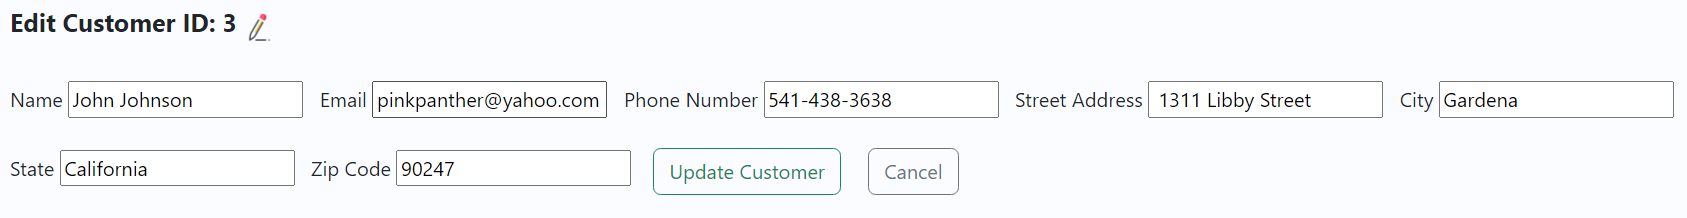 Edit Customer ID: 3
Name John Johnson Email pinkpanther@yahoo.com Phone Number 541-438-3638 Street Address 1311 Libby Street City Gardena
State California Zip Code 90247 Update Customer Cancel